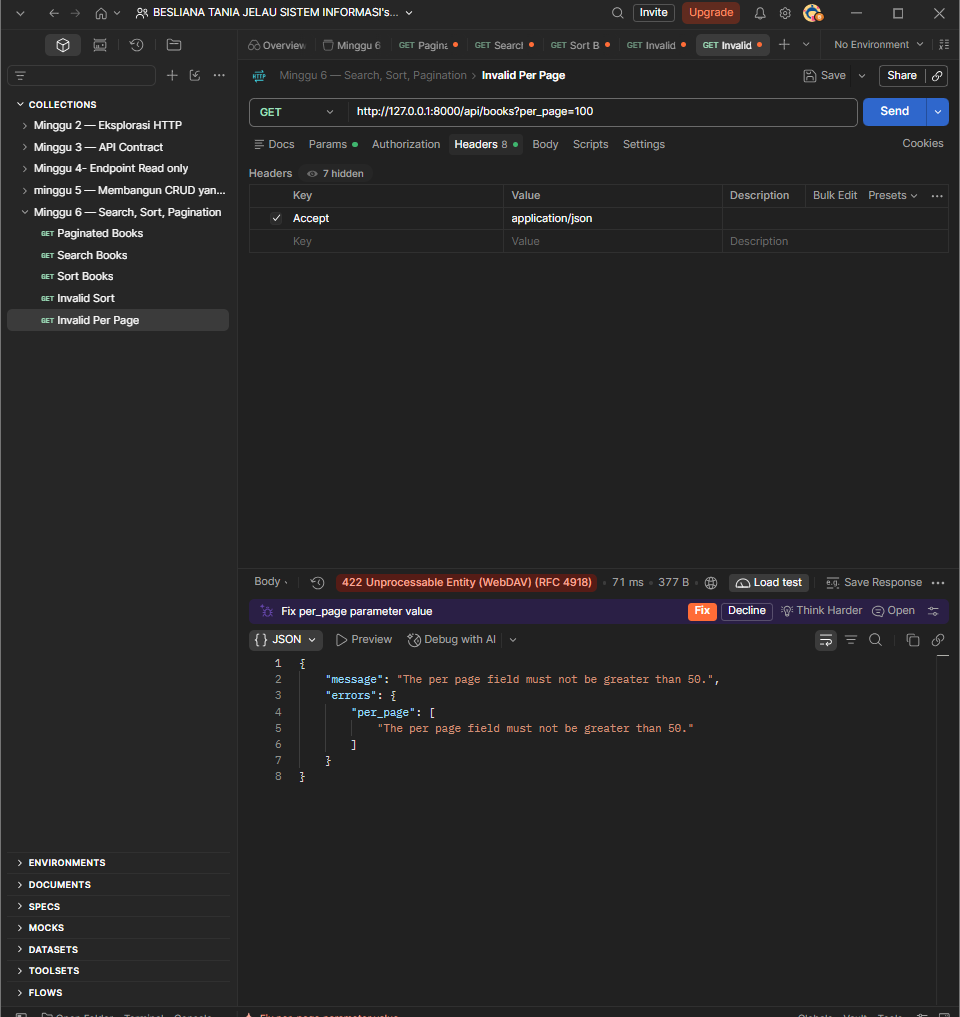 BESLIANA TANIA JELAU SISTEM INFORMASI's...
Invite
Upgrade
Overview
Minggu 6
GET Pagina
GET Search
GET Sort B
GET Invalid
GET Invalid
No Environment
HTTP
Minggu 6 — Search, Sort, Pagination > Invalid Per Page
Save
Share
COLLECTIONS
Minggu 2 — Eksplorasi HTTP
Minggu 3 — API Contract
Minggu 4- Endpoint Read only
minggu 5 — Membangun CRUD yan...
Minggu 6 — Search, Sort, Pagination
GET Paginated Books
GET Search Books
GET Sort Books
GET Invalid Sort
GET Invalid Per Page
ENVIRONMENTS
DOCUMENTS
SPECS
MOCKS
DATASETS
TOOLSETS
FLOWS
GET
http://127.0.0.1:8000/api/books?per_page=100
Send
Docs
Params
Authorization
Headers 8
Body
Scripts
Settings
Cookies
Headers
7 hidden
Key
Value
Description
Bulk Edit
Presets
Accept
application/json
Key
Value
Description
Body
422 Unprocessable Entity (WebDAV) (RFC 4918)
71 ms
377 B
Load test
e.g.
Save Response
Fix per_page parameter value
Fix
Decline
Think Harder
Open
{} JSON
Preview
Debug with AI
1 {
2 "message": "The per page field must not be greater than 50.",
3 "errors": {
4 "per_page": [
5 "The per page field must not be greater than 50."
6 ]
7 }
8 }